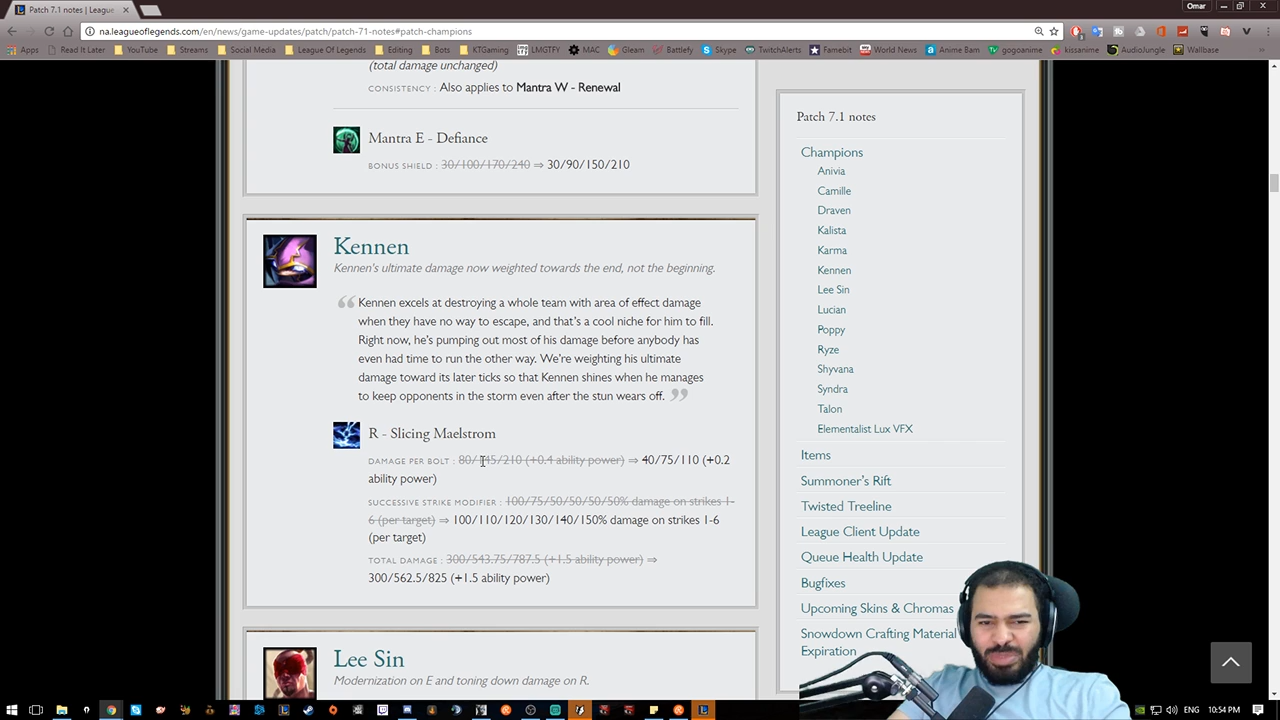 Patch 7.1 notes | League
Omar
na.leagueoflegends.com/en/news/game-updates/patch/patch-71-notes#patch-champions
Apps Read It Later YouTube Streams Social Media League Of Legends Editing Bots KTGaming LMGTFY MAC Gleam Battlefy Skype TwitchAlerts Famebit World News Anime Bam gogoanime kissanime AudioJungle Wallbase
(total damage unchanged)
CONSISTENCY : Also applies to Mantra W - Renewal
Mantra E - Defiance
BONUS SHIELD : 30/100/170/240 ⇒ 30/90/150/210
Kennen
Kennen's ultimate damage now weighted towards the end, not the beginning.
Kennen excels at destroying a whole team with area of effect damage
when they have no way to escape, and that's a cool niche for him to fill.
Right now, he's pumping out most of his damage before anybody has
even had time to run the other way. We're weighting his ultimate
damage toward its later ticks so that Kennen shines when he manages
to keep opponents in the storm even after the stun wears off.
R - Slicing Maelstrom
DAMAGE PER BOLT : 80/145/210 (+0.4 ability power) ⇒ 40/75/110 (+0.2
ability power)
SUCCESSIVE STRIKE MODIFIER : 100/75/50/50/50/50% damage on strikes 1-
6 (per target) ⇒ 100/110/120/130/140/150% damage on strikes 1-6
(per target)
TOTAL DAMAGE : 300/543.75/787.5 (+1.5 ability power) ⇒
300/562.5/825 (+1.5 ability power)
Lee Sin
Modernization on E and toning down damage on R.
Patch 7.1 notes
Champions
Anivia
Camille
Draven
Kalista
Karma
Kennen
Lee Sin
Lucian
Poppy
Ryze
Shyvana
Syndra
Talon
Elementalist Lux VFX
Items
Summoner's Rift
Twisted Treeline
League Client Update
Queue Health Update
Bugfixes
Upcoming Skins & Chromas
Snowdown Crafting Material
Expiration
ENG 10:54 PM